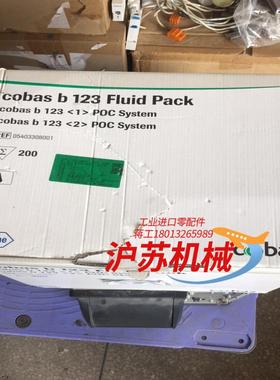 cobas b 123 Fluid Pack
cobas b 123 <1> POC System
cobas b 123 <2> POC System
REF 05403308001
Σ 200
工业进口零配件
蒋工18013265989
沪苏机械
cobas